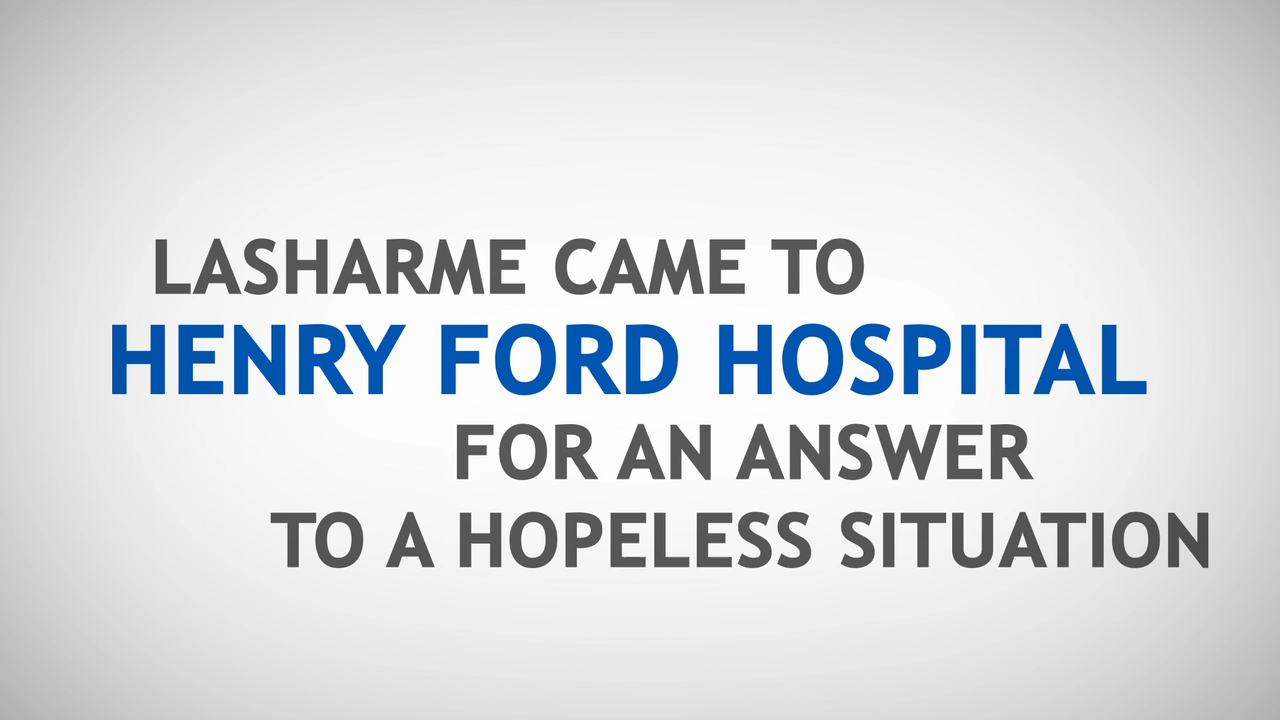 LASHARME CAME TO
HENRY FORD HOSPITAL
FOR AN ANSWER
TO A HOPELESS SITUATION